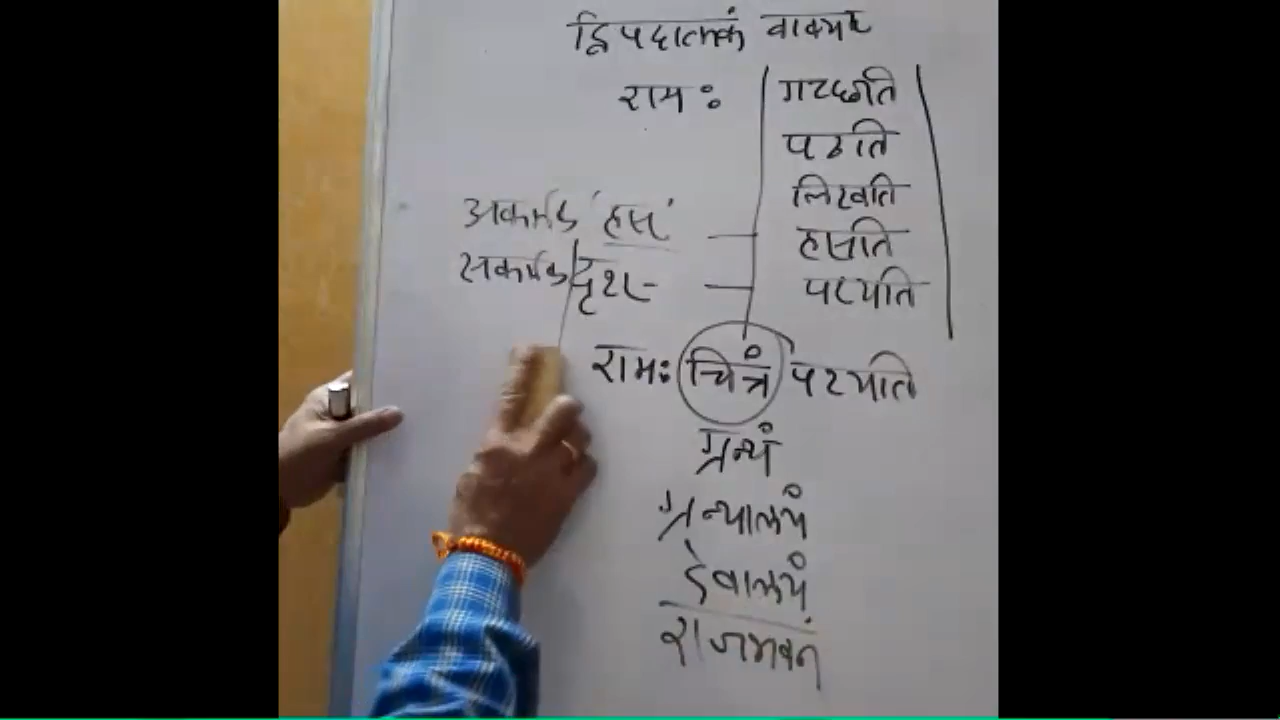 द्विपदात्मकं वाक्यम्
रामः गच्छति
पठति
लिखति
अकर्मक हस् हसति
सकर्मक दृश् पश्यति
रामः चित्रं पश्यति
ग्रन्थं
ग्रन्थालयं
देवालयं
राजभवनं